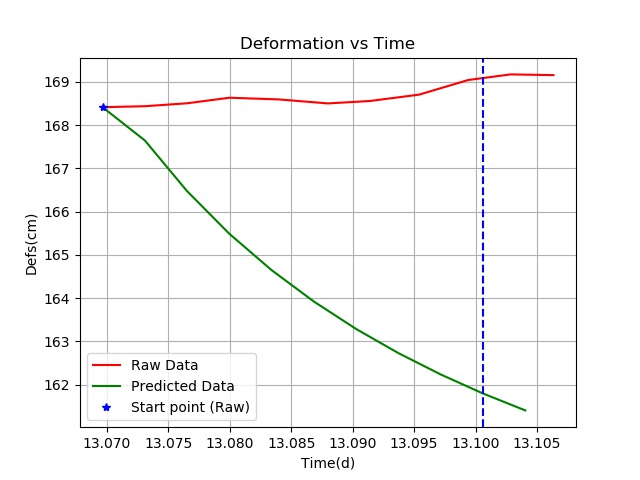 Deformation vs Time
169
168
167
166
165
164
163
162
Defs(cm)
Raw Data
Predicted Data
Start point (Raw)
13.070 13.075 13.080 13.085 13.090 13.095 13.100 13.105
Time(d)